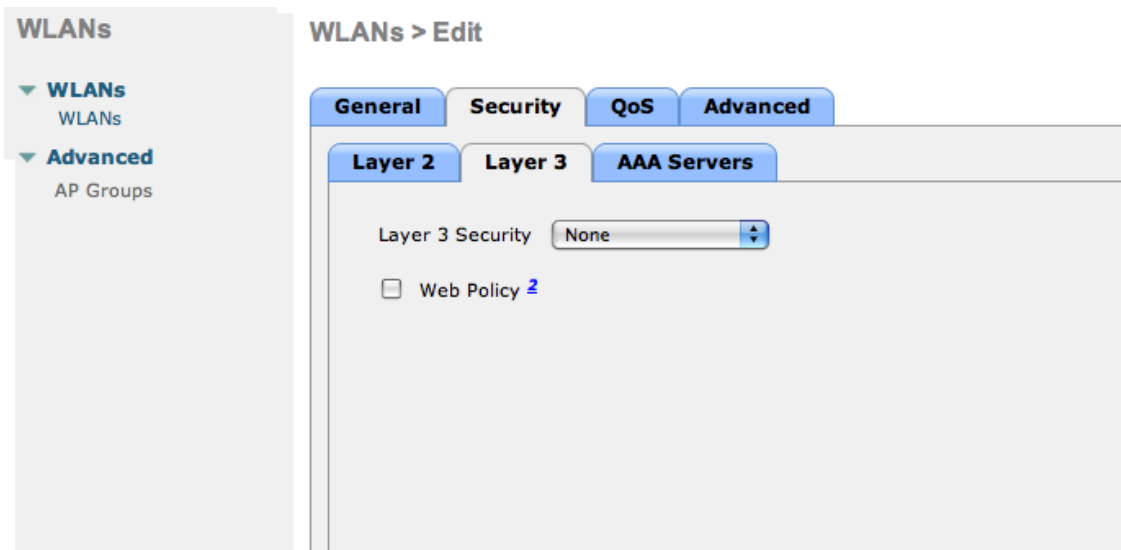 WLANs
WLANs
WLANs
Advanced
AP Groups
WLANs > Edit
General Security QoS Advanced
Layer 2 Layer 3 AAA Servers
Layer 3 Security None
Web Policy 2